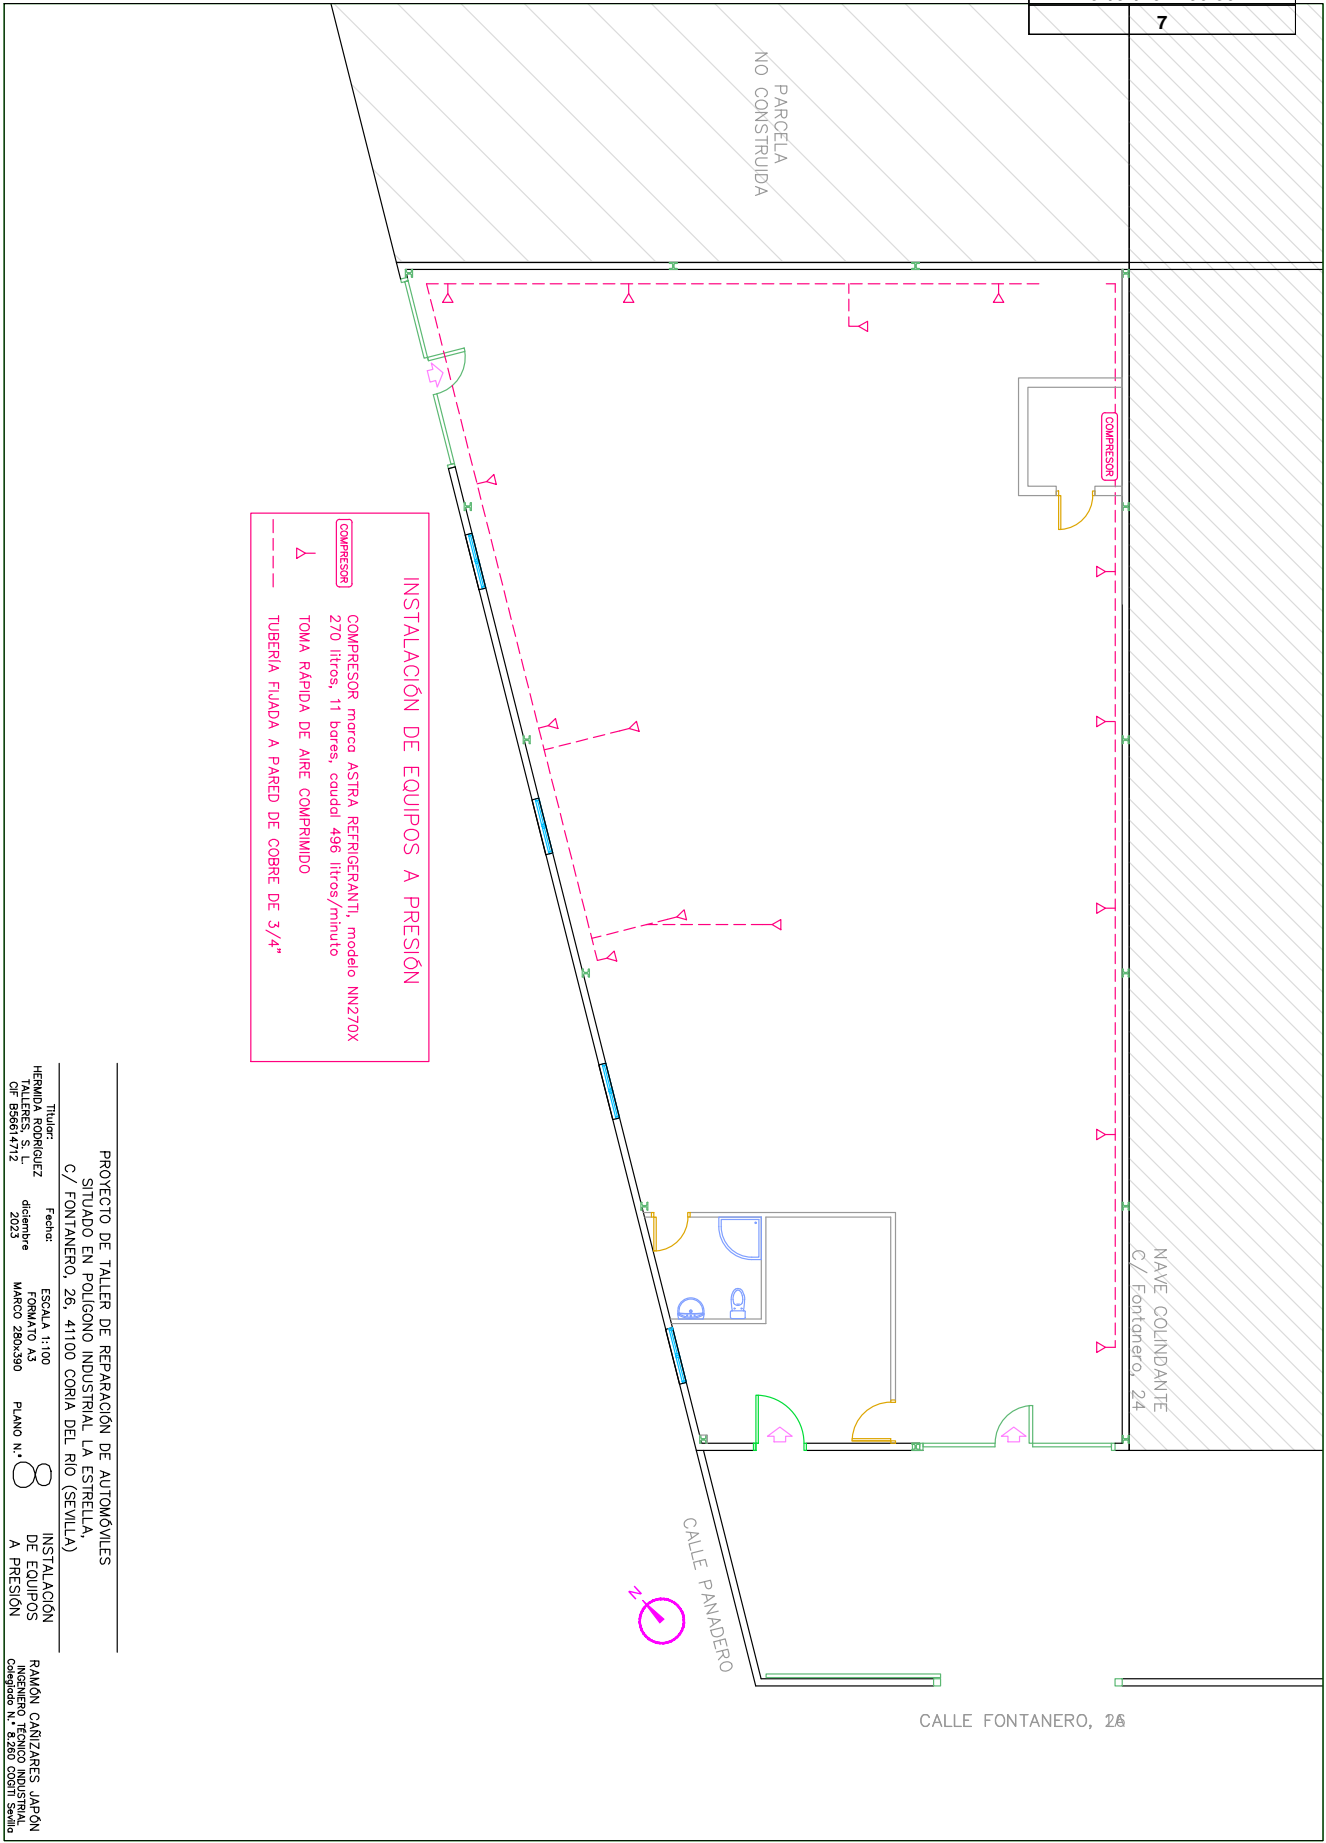 7
PARCELA
NO CONSTRUIDA
COMPRESOR
INSTALACIÓN DE EQUIPOS A PRESIÓN
COMPRESOR
COMPRESOR marca ASTRA REFRIGERANTI, modelo NN270X
270 litros, 11 bares, caudal 496 litros/minuto
TOMA RÁPIDA DE AIRE COMPRIMIDO
TUBERÍA FIJADA A PARED DE COBRE DE 3/4"
NAVE COLINDANTE
C/ Fontanero, 24
CALLE PANADERO
N
CALLE FONTANERO,
PROYECTO DE TALLER DE REPARACIÓN DE AUTOMÓVILES
SITUADO EN POLÍGONO INDUSTRIAL LA ESTRELLA,
C/ FONTANERO, 26, 41100 CORIA DEL RÍO (SEVILLA)
Titular:
HERMIDA RODRÍGUEZ
TALLERES, S. L.
CIF B56614712
Fecha:
diciembre
2023
ESCALA 1:100
FORMATO A3
MARCO 280x390
PLANO N.º 8
INSTALACIÓN
DE EQUIPOS
A PRESIÓN
RAMÓN CAÑIZARES JAPÓN
INGENIERO TÉCNICO INDUSTRIAL
Colegiado N.º 8.260 COGITI Sevilla